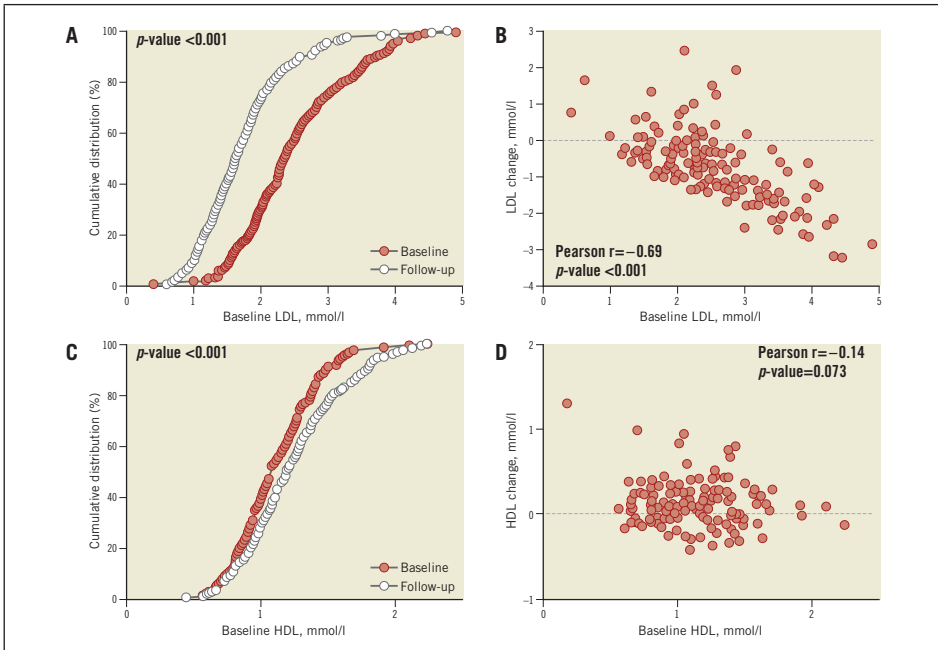 A
p-value <0.001
Cumulative distribution (%)
100
80
60
40
20
0
0
1
2
3
4
5
Baseline LDL, mmol/l
Baseline
Follow-up
B
LDL change, mmol/l
3
2
1
0
−1
−2
−3
−4
0
1
2
3
4
5
Baseline LDL, mmol/l
Pearson r=−0.69
p-value <0.001
C
p-value <0.001
Cumulative distribution (%)
100
80
60
40
20
0
0
1
2
Baseline HDL, mmol/l
Baseline
Follow-up
D
Pearson r=−0.14
p-value=0.073
HDL change, mmol/l
2
1
0
−1
0
1
2
Baseline HDL, mmol/l